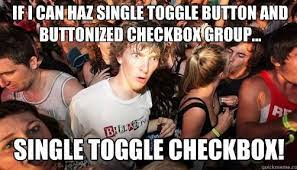 IF I CAN HAZ SINGLE TOGGLE BUTTON AND
BUTTONIZED CHECKBOX GROUP...
SINGLE TOGGLE CHECKBOX!